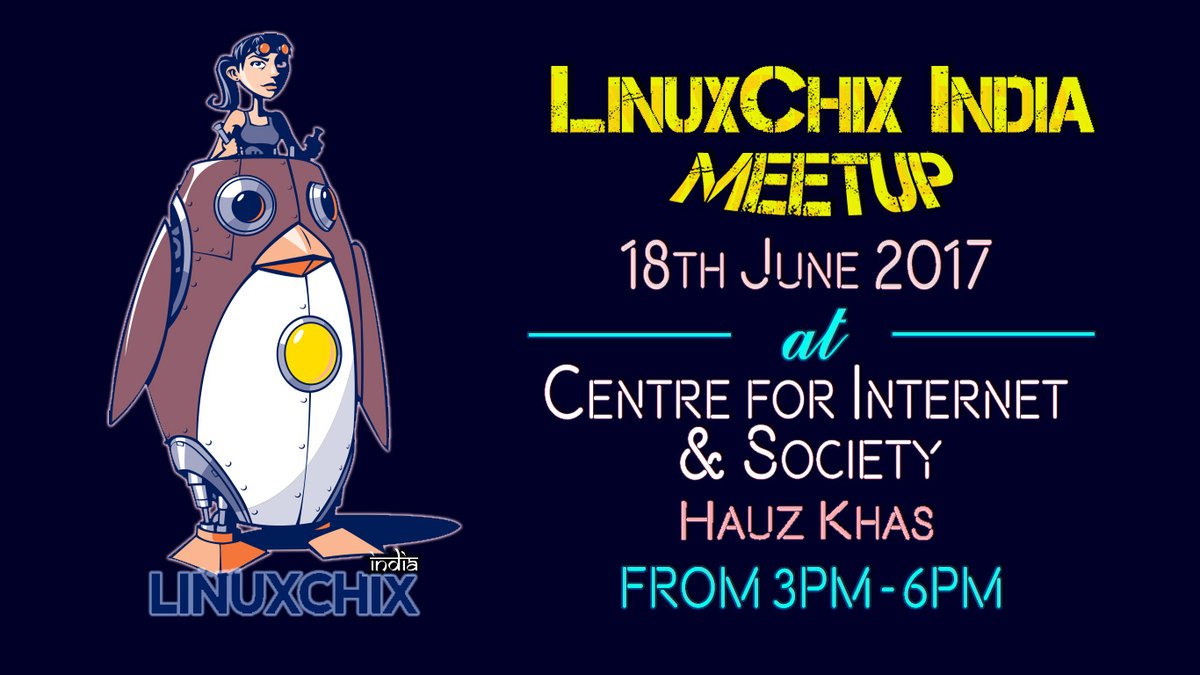 LINUXCHIX INDIA
MEETUP
18TH JUNE 2017
at
CENTRE FOR INTERNET
& SOCIETY
HAUZ KHAS
FROM 3PM - 6PM
india
LINUXCHIX